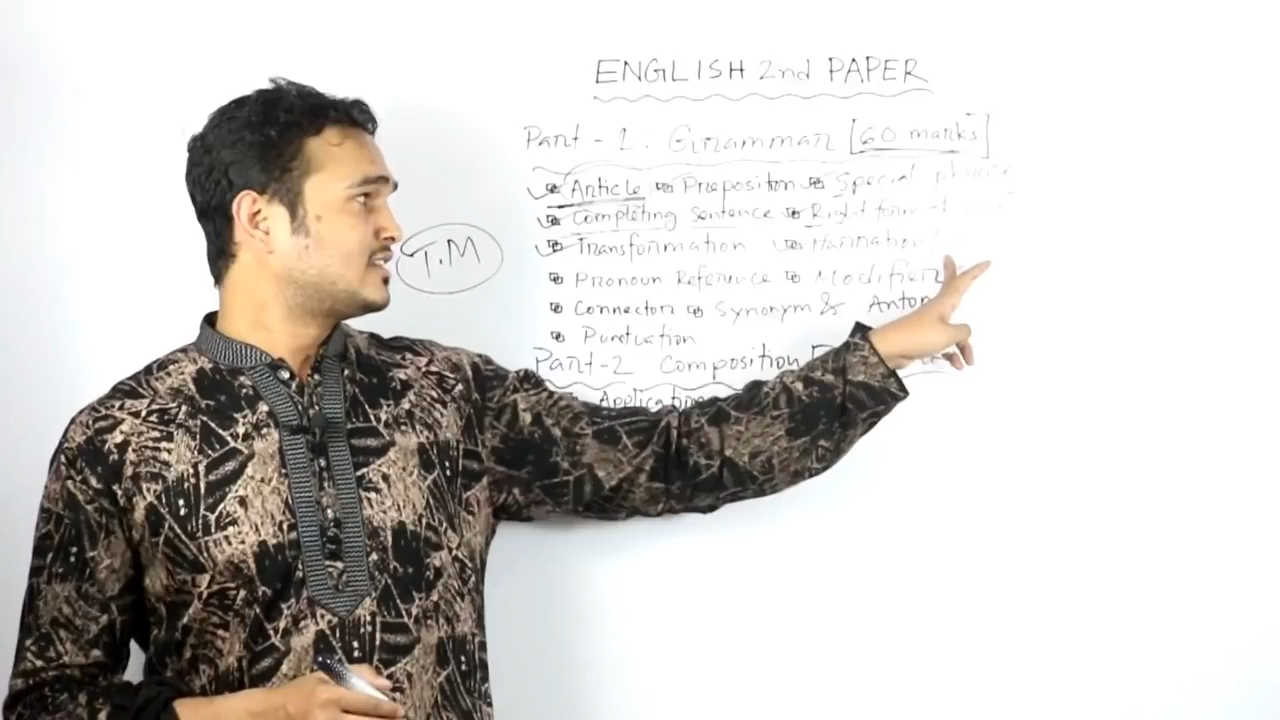 ENGLISH 2nd PAPER
Part - 1: Grammar [60 marks]
Article Preposition Special
Completing Sentence Right form of
Transformation Narration
T.M
Pronoun Reference Modifier
Connector Synonym &
Punctuation
Part-2 Composition
Application